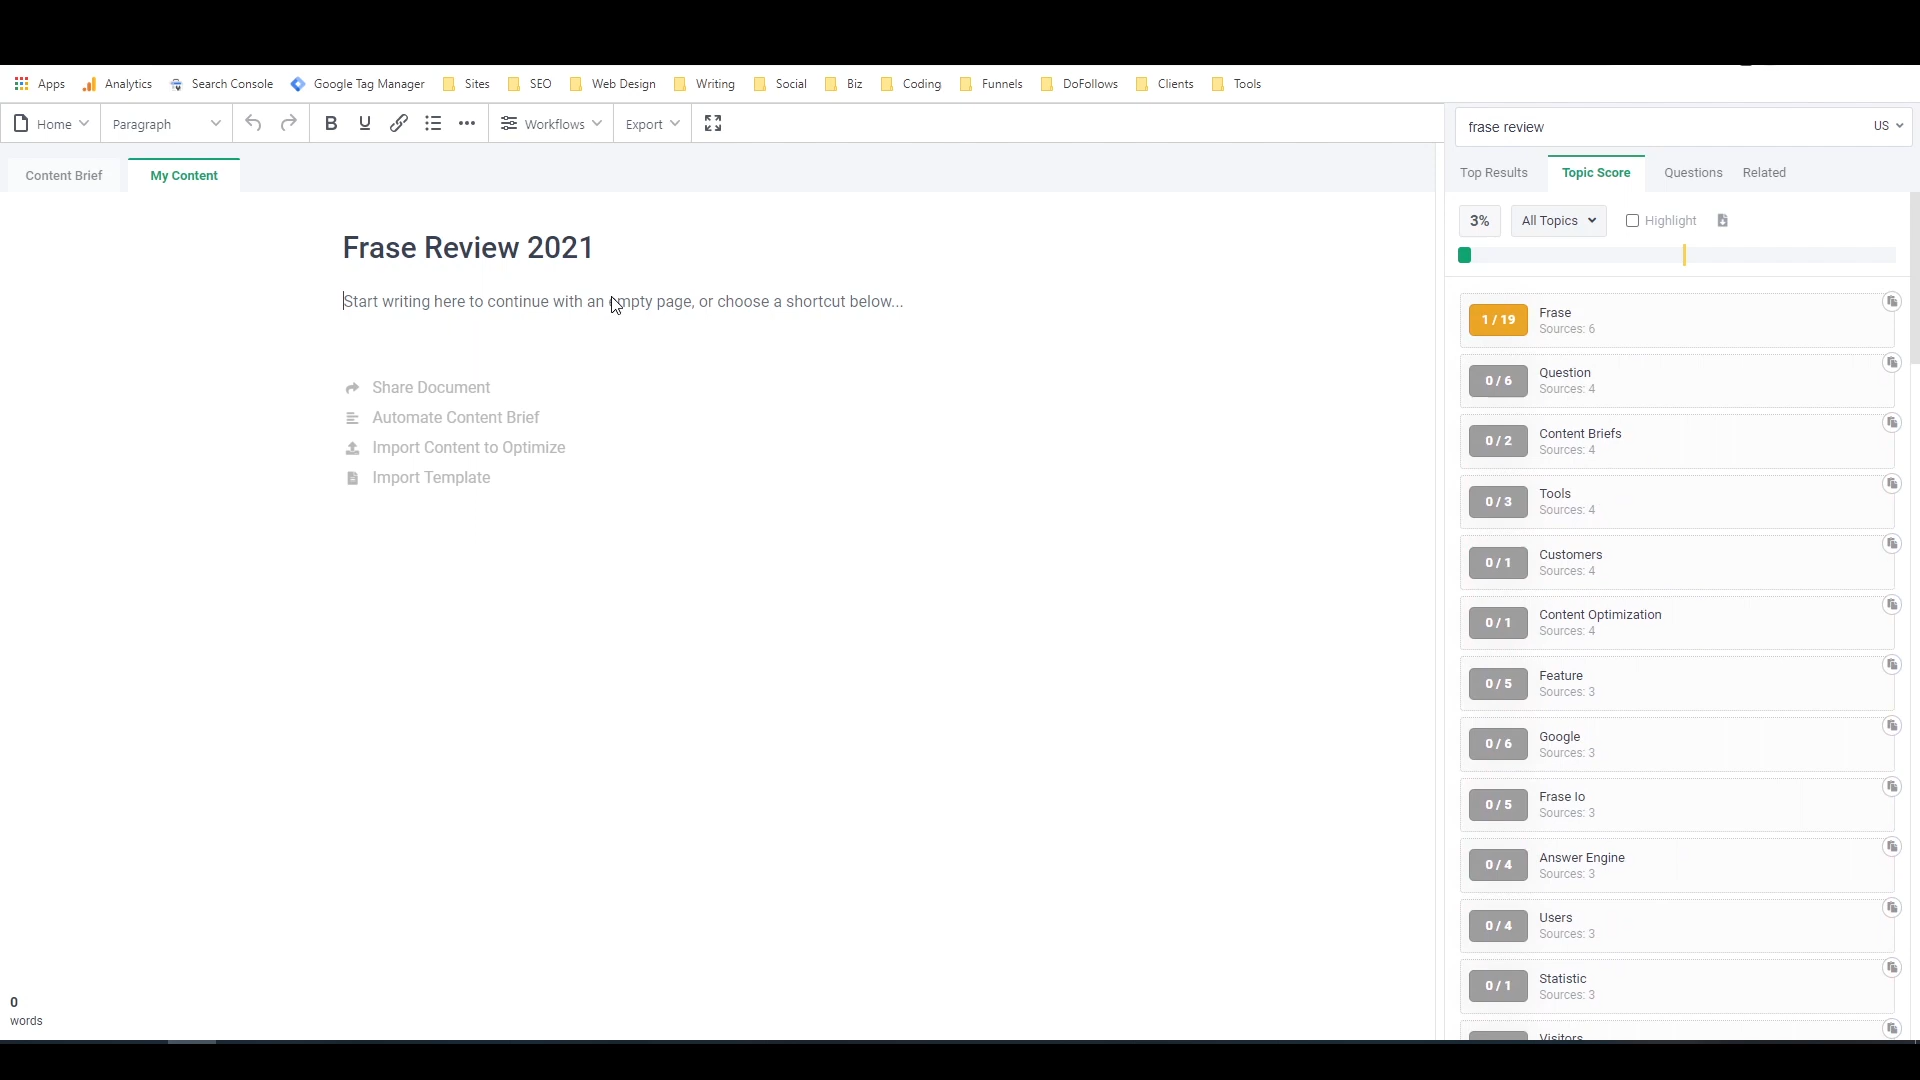 Apps Analytics Search Console Google Tag Manager Sites SEO Web Design Writing Social Biz Coding Funnels DoFollows Clients Tools
Home Paragraph B U Workflows Export
frase review US
Content Brief My Content
Top Results Topic Score Questions Related
3% All Topics Highlight
Frase Review 2021
Start writing here to continue with an empty page, or choose a shortcut below...
Share Document
Automate Content Brief
Import Content to Optimize
Import Template
0
words
1 / 19 Frase
Sources: 6
0 / 6 Question
Sources: 4
0 / 2 Content Briefs
Sources: 4
0 / 3 Tools
Sources: 4
0 / 1 Customers
Sources: 4
0 / 1 Content Optimization
Sources: 4
0 / 5 Feature
Sources: 3
0 / 6 Google
Sources: 3
0 / 5 Frase Io
Sources: 3
0 / 4 Answer Engine
Sources: 3
0 / 4 Users
Sources: 3
0 / 1 Statistic
Sources: 3
Visitors